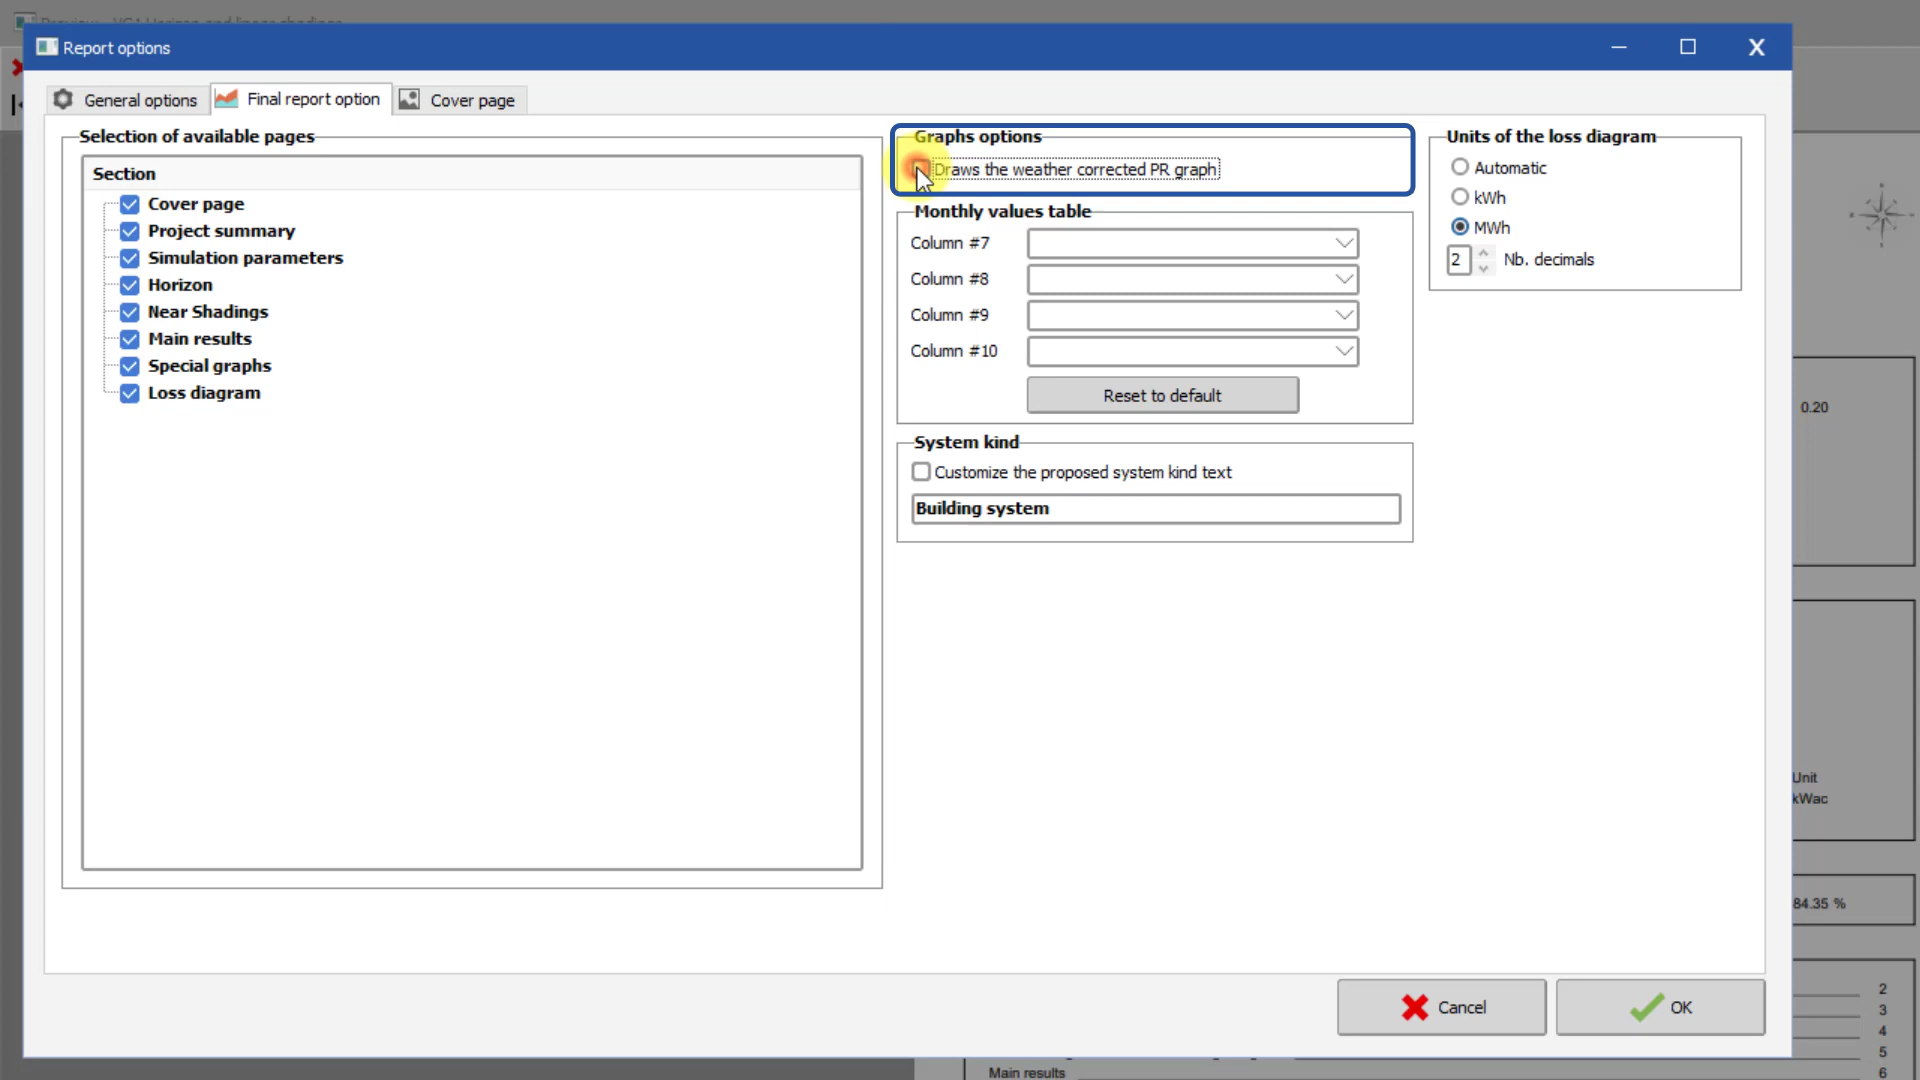 Report options
General options
Final report option
Cover page
Selection of available pages
Section
Cover page
Project summary
Simulation parameters
Horizon
Near Shadings
Main results
Special graphs
Loss diagram
Graphs options
Draws the weather corrected PR graph
Monthly values table
Column #7
Column #8
Column #9
Column #10
Reset to default
System kind
Customize the proposed system kind text
Building system
Units of the loss diagram
Automatic
kWh
MWh
2 Nb. decimals
Cancel
OK
0.20
Unit
kWac
84.35 %
2
3
4
5
Main results 6